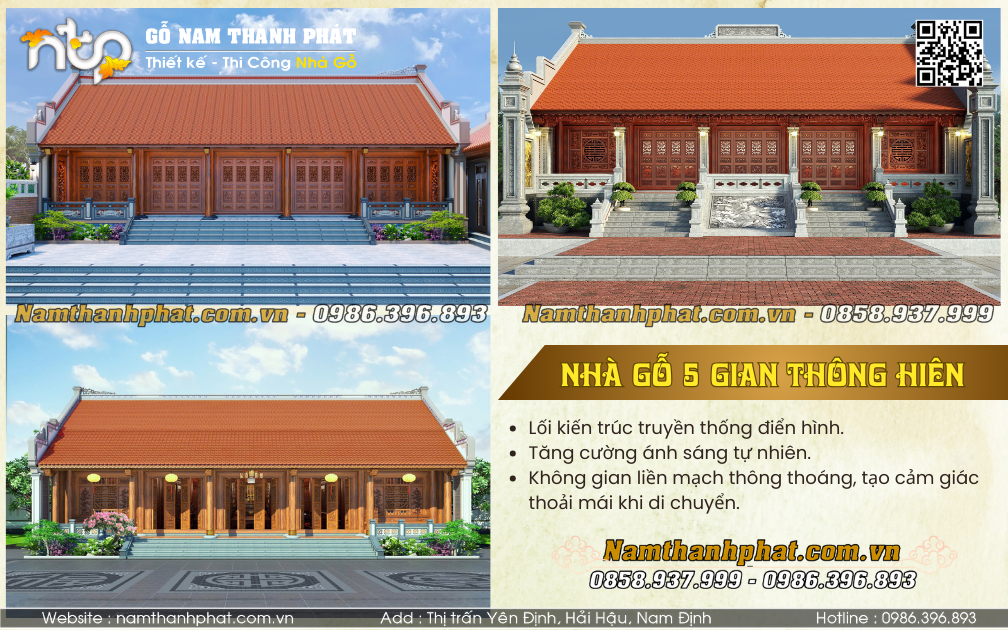 ntp
GỖ NAM THÀNH PHÁT
Thiết kế - Thi Công Nhà Gỗ
Namthanhphat.com.vn - 0986.396.893
Namthanhphat.com.vn - 0858.937.999
NHÀ GỖ 5 GIAN THÔNG HIÊN
• Lối kiến trúc truyền thống điển hình.
• Tăng cường ánh sáng tự nhiên.
• Không gian liền mạch thông thoáng, tạo cảm giác
thoải mái khi di chuyển.
Namthanhphat.com.vn
0858.937.999 - 0986.396.893
Website : namthanhphat.com.vn Add : Thị trấn Yên Định, Hải Hậu, Nam Định Hotline : 0986.396.893